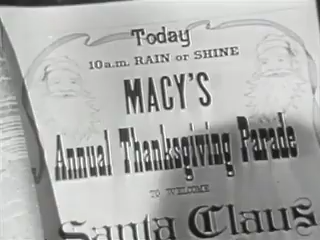 Today
10 a.m. RAIN or SHINE
MACY'S
Annual Thanksgiving Parade
TO WELCOME
Santa Claus